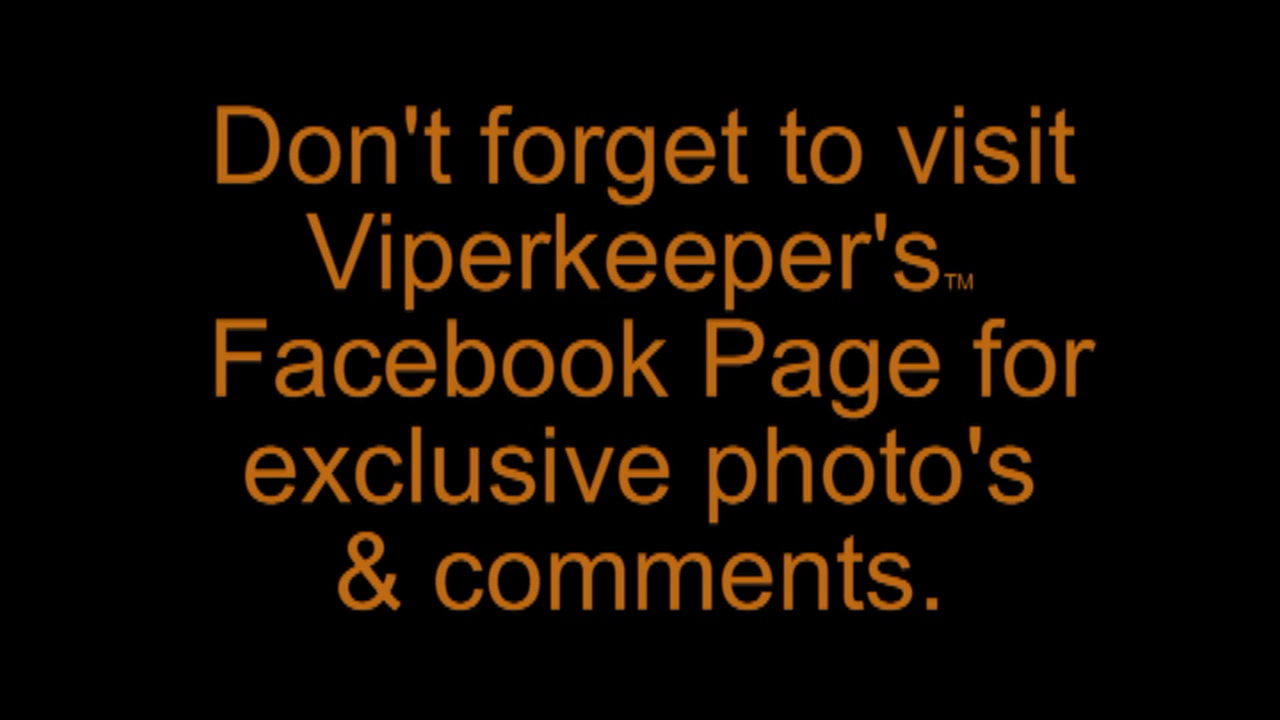 Don't forget to visit
Viperkeeper's™
Facebook Page for
exclusive photo's
& comments.